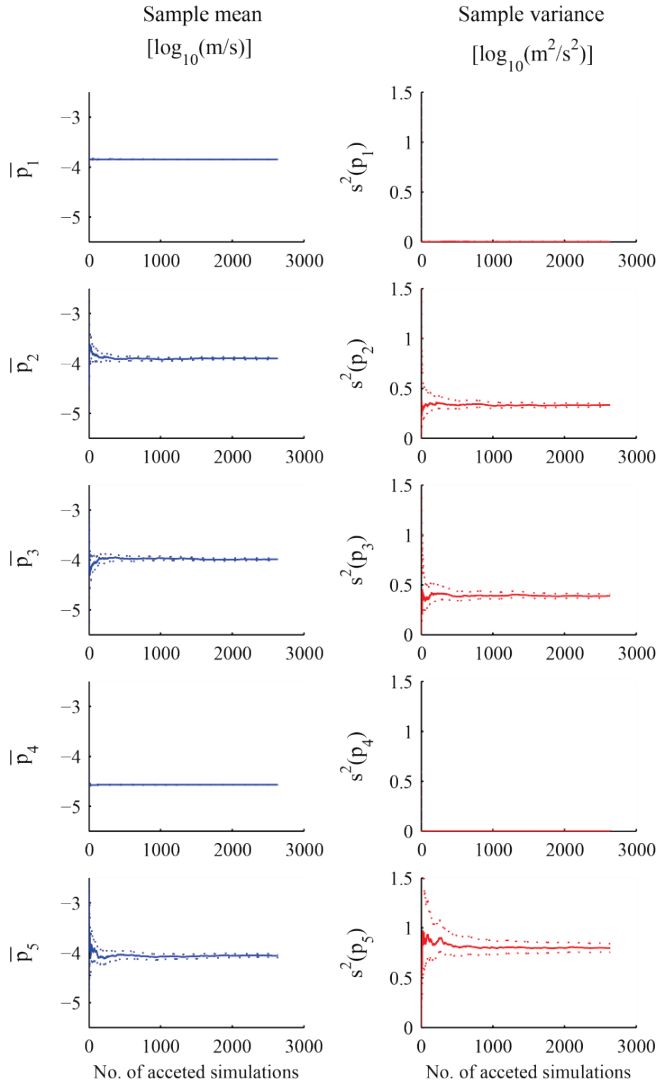 Sample mean
[log₁₀(m/s)]
Sample variance
[log₁₀(m²/s²)]
−3
−4
−5
p̅₁
0 1000 2000 3000
1.5
1
0.5
0
s²(p₁)
0 1000 2000 3000
−3
−4
−5
p̅₂
0 1000 2000 3000
1.5
1
0.5
0
s²(p₂)
0 1000 2000 3000
−3
−4
−5
p̅₃
0 1000 2000 3000
1.5
1
0.5
0
s²(p₃)
0 1000 2000 3000
−3
−4
−5
p̅₄
0 1000 2000 3000
1.5
1
0.5
0
s²(p₄)
0 1000 2000 3000
−3
−4
−5
p̅₅
0 1000 2000 3000
No. of acceted simulations
1.5
1
0.5
0
s²(p₅)
0 1000 2000 3000
No. of acceted simulations